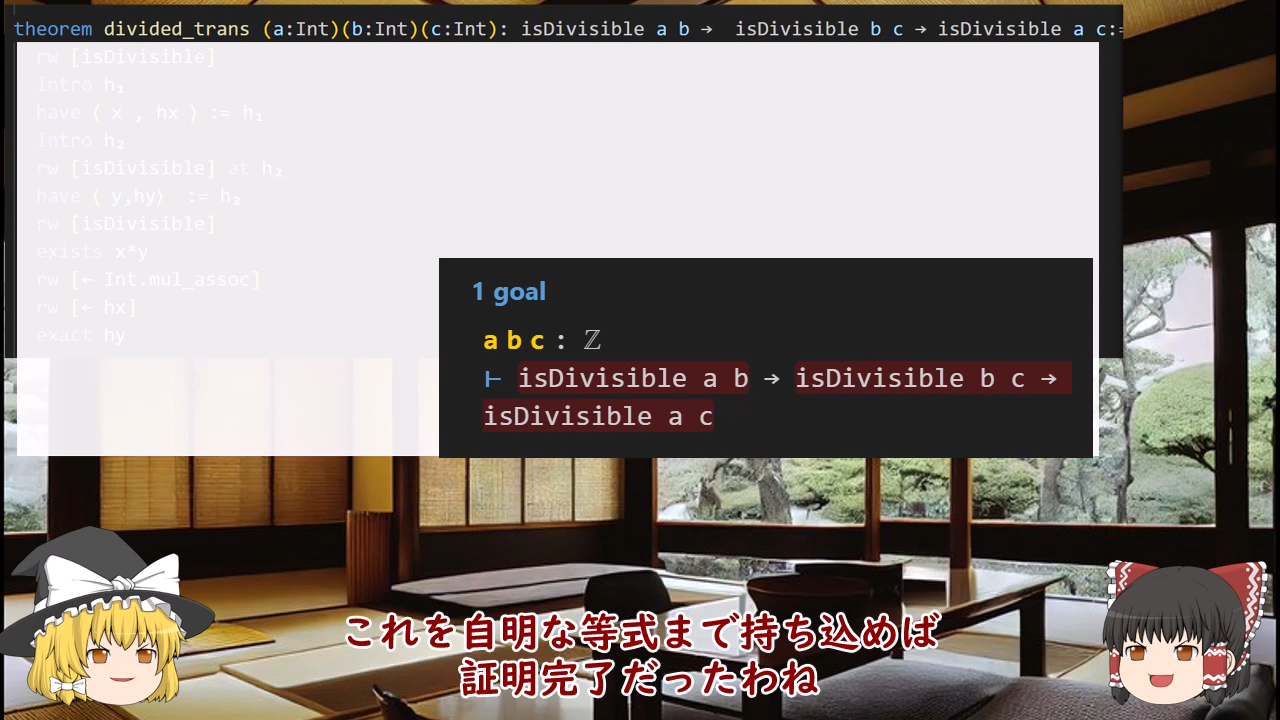 theorem divided_trans (a:Int)(b:Int)(c:Int): isDivisible a b → isDivisible b c → isDivisible a c:=
rw [isDivisible]
intro h₁
have ⟨ x , hx ⟩ := h₁
intro h₂
rw [isDivisible] at h₂
have ⟨ y,hy⟩ := h₂
rw [isDivisible]
exists x*y
rw [← Int.mul_assoc]
rw [← hx]
exact hy
1 goal
a b c : ℤ
⊢ isDivisible a b → isDivisible b c →
isDivisible a c
これを自明な等式まで持ち込めば
証明完了だったわね